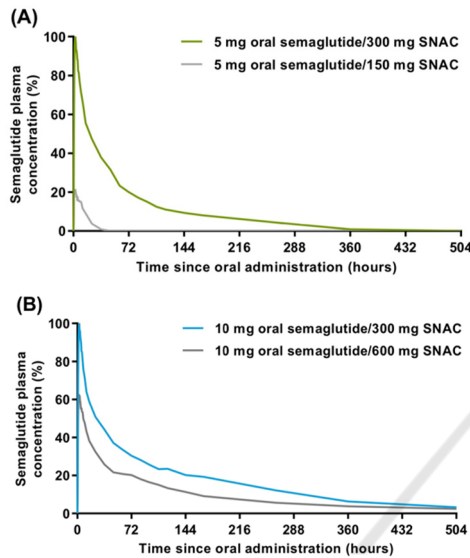 (A)
100
80
60
40
20
0
Semaglutide plasma
concentration (%)
5 mg oral semaglutide/300 mg SNAC
5 mg oral semaglutide/150 mg SNAC
0 72 144 216 288 360 432 504
Time since oral administration (hours)
(B)
100
80
60
40
20
0
Semaglutide plasma
concentration (%)
10 mg oral semaglutide/300 mg SNAC
10 mg oral semaglutide/600 mg SNAC
0 72 144 216 288 360 432 504
Time since oral administration (hours)